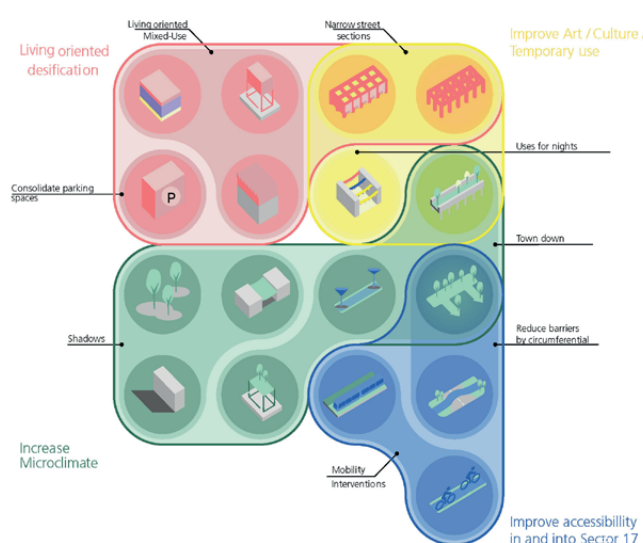 Living oriented
Mixed-Use
Narrow street
sections
Living oriented
desification
Improve Art / Culture /
Temporary use
Uses for nights
Consolidate parking
spaces
P
Town down
Shadows
Reduce barriers
by circumferential
Increase
Microclimate
Mobility
Interventions
Improve accessibillity
in and into Sector 17